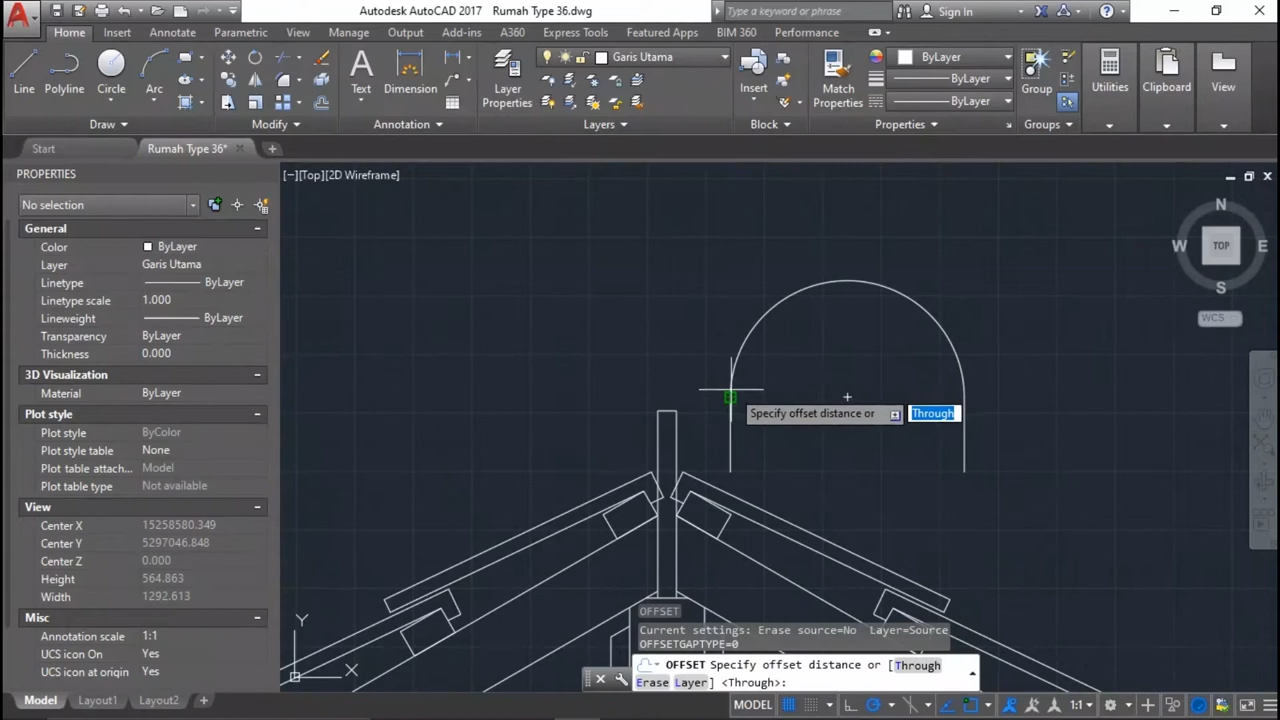 Autodesk AutoCAD 2017 Rumah Type 36.dwg
Type a keyword or phrase
Sign In
Home Insert Annotate Parametric View Manage Output Add-ins A360 Express Tools Featured Apps BIM 360 Performance
Garis Utama
ByLayer
ByLayer
ByLayer
Line Polyline Circle Arc
Text Dimension
Layer
Properties
Insert
Match
Properties
Group
Utilities
Clipboard
View
Draw Modify Annotation Layers Block Properties Groups
Start Rumah Type 36*
PROPERTIES
[−][Top][2D Wireframe]
No selection
General
Color ByLayer
Layer Garis Utama
Linetype ByLayer
Linetype scale 1.000
Lineweight ByLayer
Transparency ByLayer
Thickness 0.000
3D Visualization
Material ByLayer
Plot style
Plot style ByColor
Plot style table None
Plot table attach... Model
Plot table type Not available
View
Center X 15258580.349
Center Y 5297046.848
Center Z 0.000
Height 564.863
Width 1292.613
Misc
Annotation scale 1:1
UCS icon On Yes
UCS icon at origin Yes
N
W TOP E
S
WCS
Specify offset distance or Through
Y
X
OFFSET
Current settings: Erase source=No Layer=Source
OFFSETGAPTYPE=0
OFFSET Specify offset distance or [Through
Erase Layer] <Through>:
Model Layout1 Layout2
MODEL
1:1